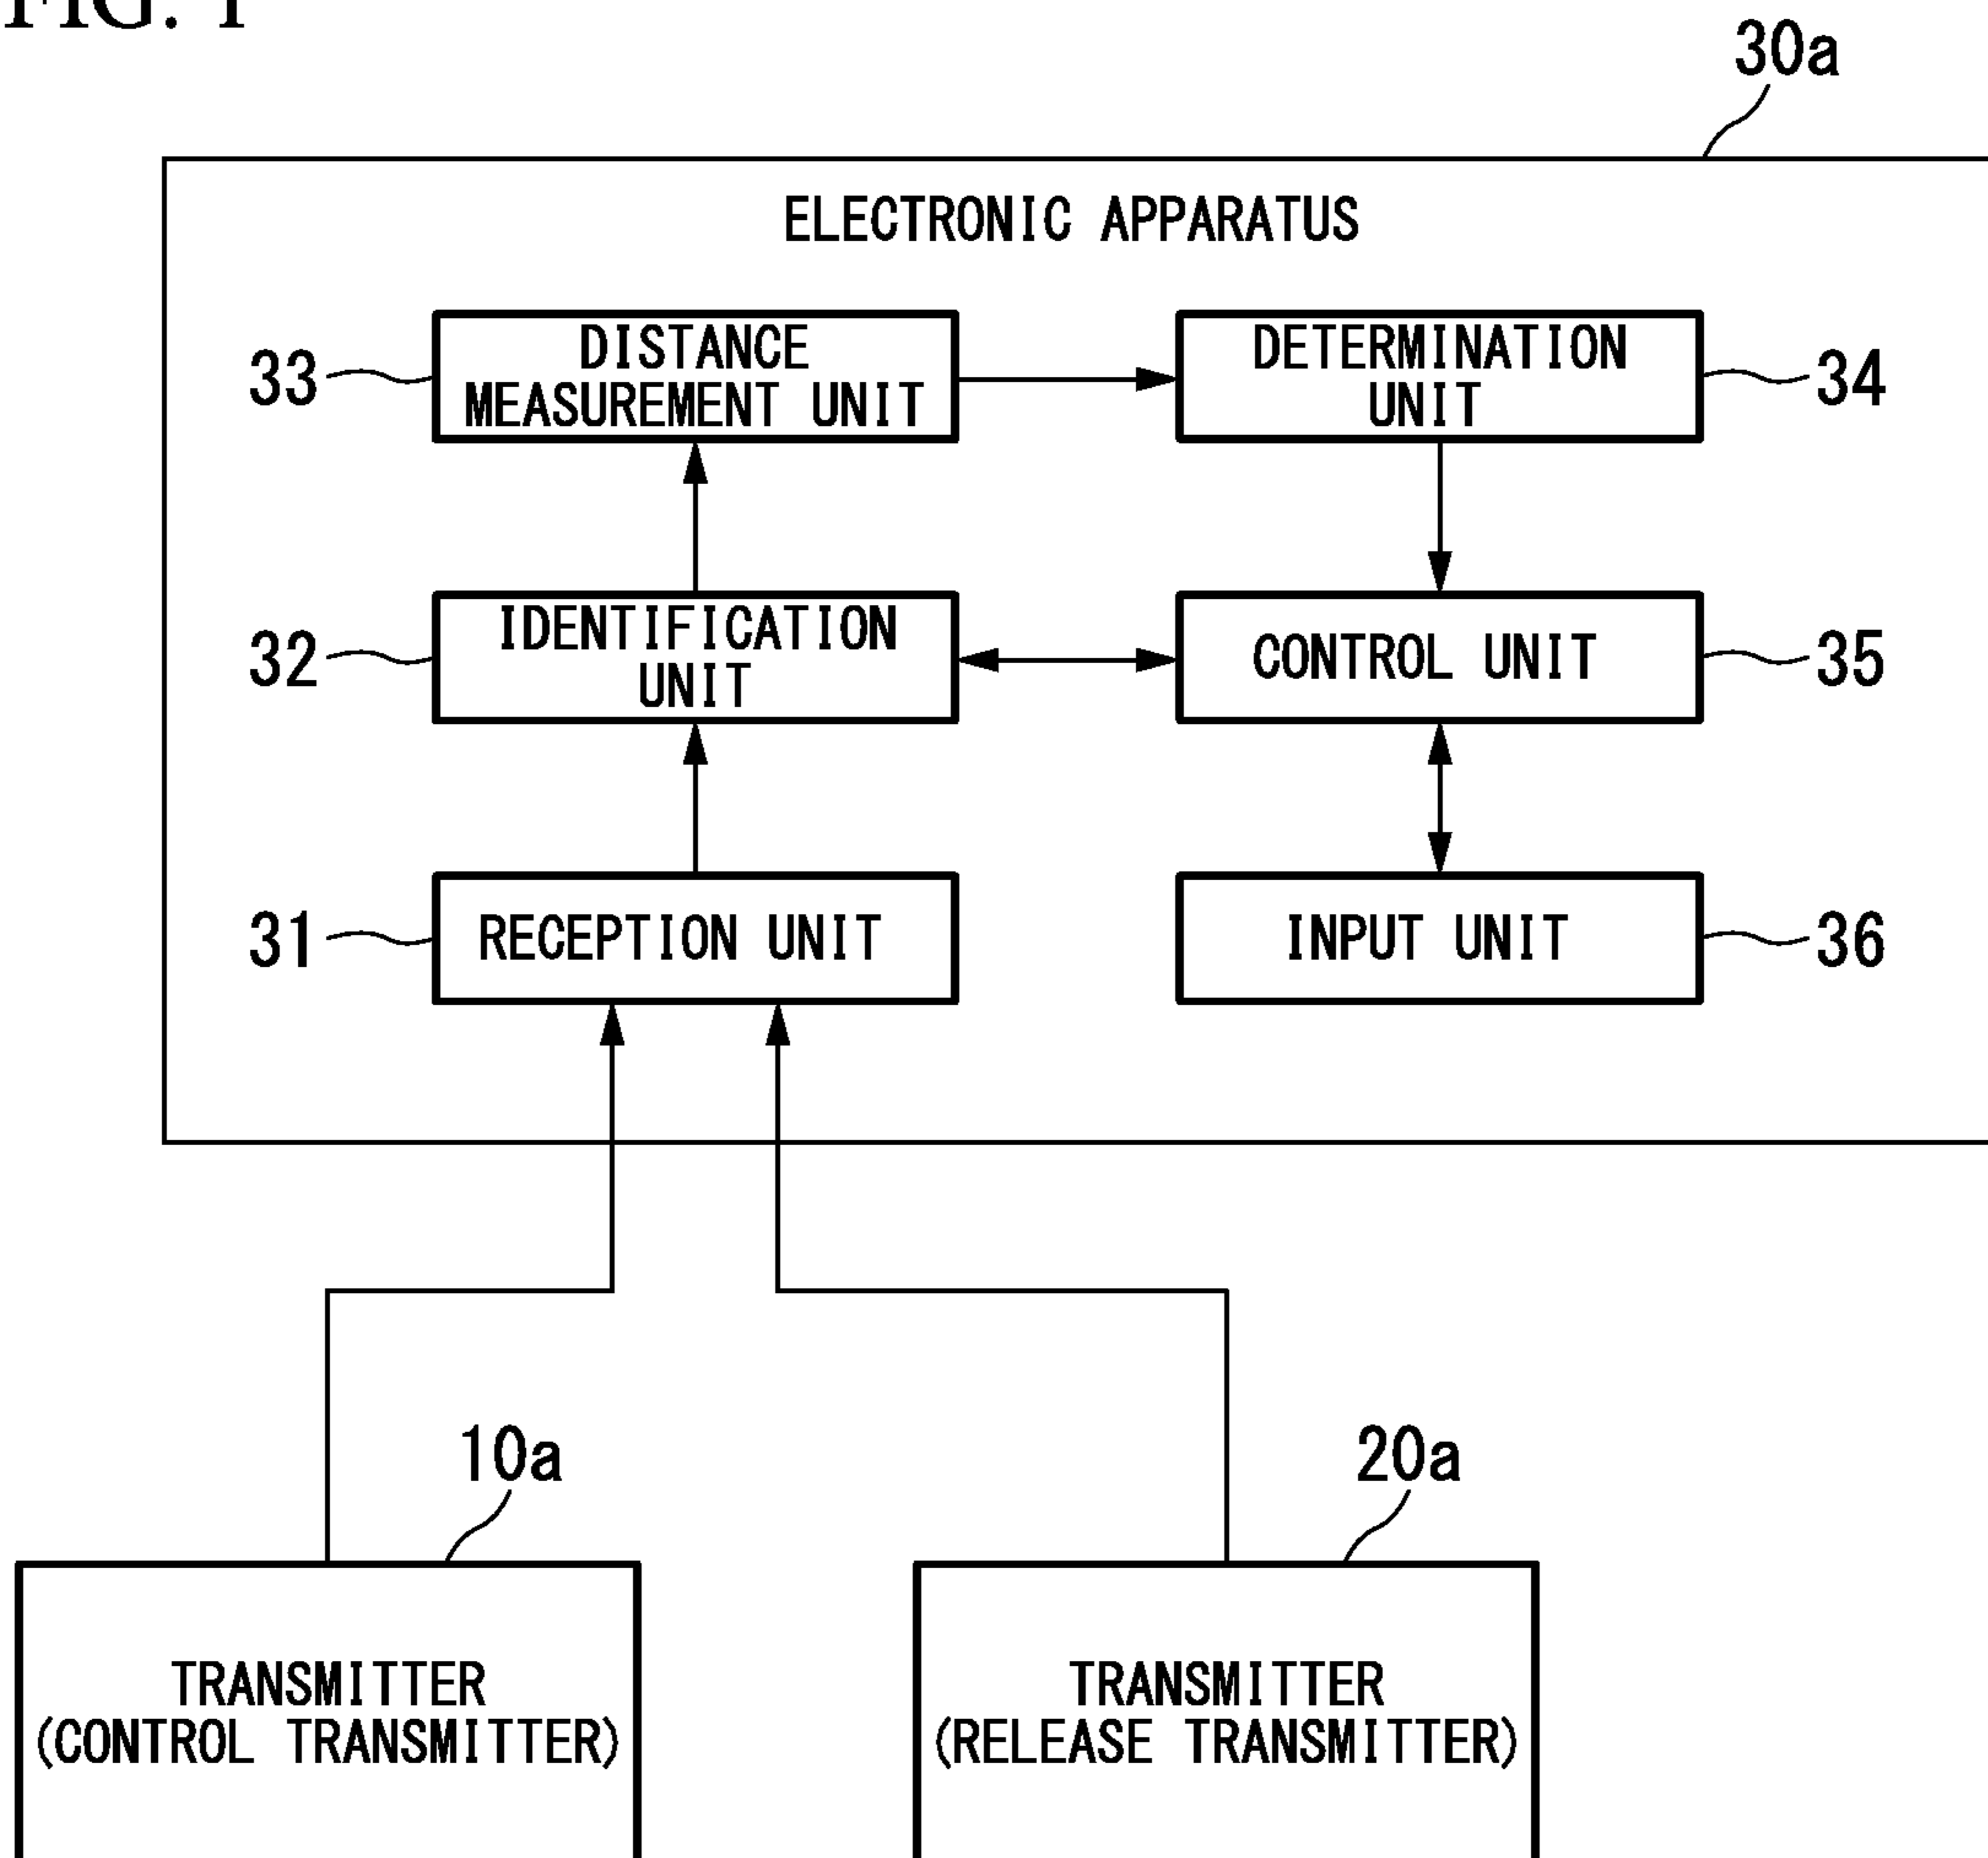 FIG. 1
30a
ELECTRONIC APPARATUS
33
DISTANCE
MEASUREMENT UNIT
DETERMINATION
UNIT
34
32
IDENTIFICATION
UNIT
CONTROL UNIT
35
31
RECEPTION UNIT
INPUT UNIT
36
10a
20a
TRANSMITTER
(CONTROL TRANSMITTER)
TRANSMITTER
(RELEASE TRANSMITTER)